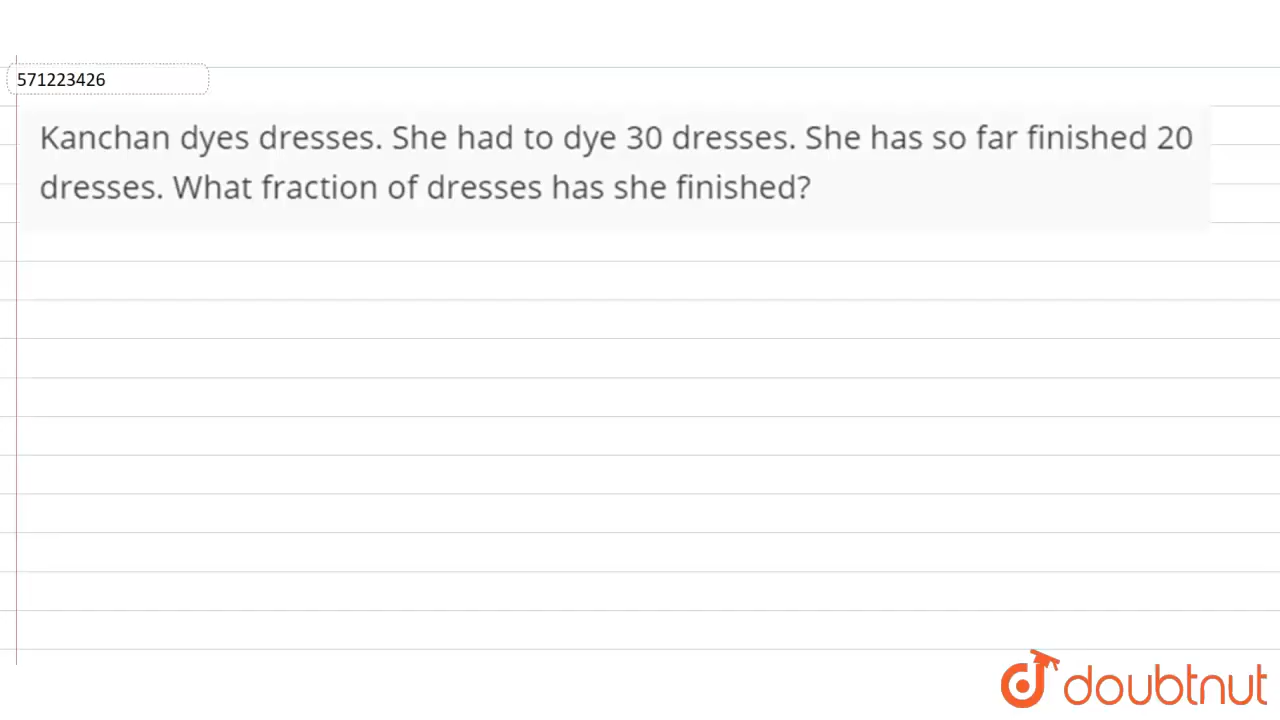 571223426
Kanchan dyes dresses. She had to dye 30 dresses. She has so far finished 20
dresses. What fraction of dresses has she finished?
doubtnut